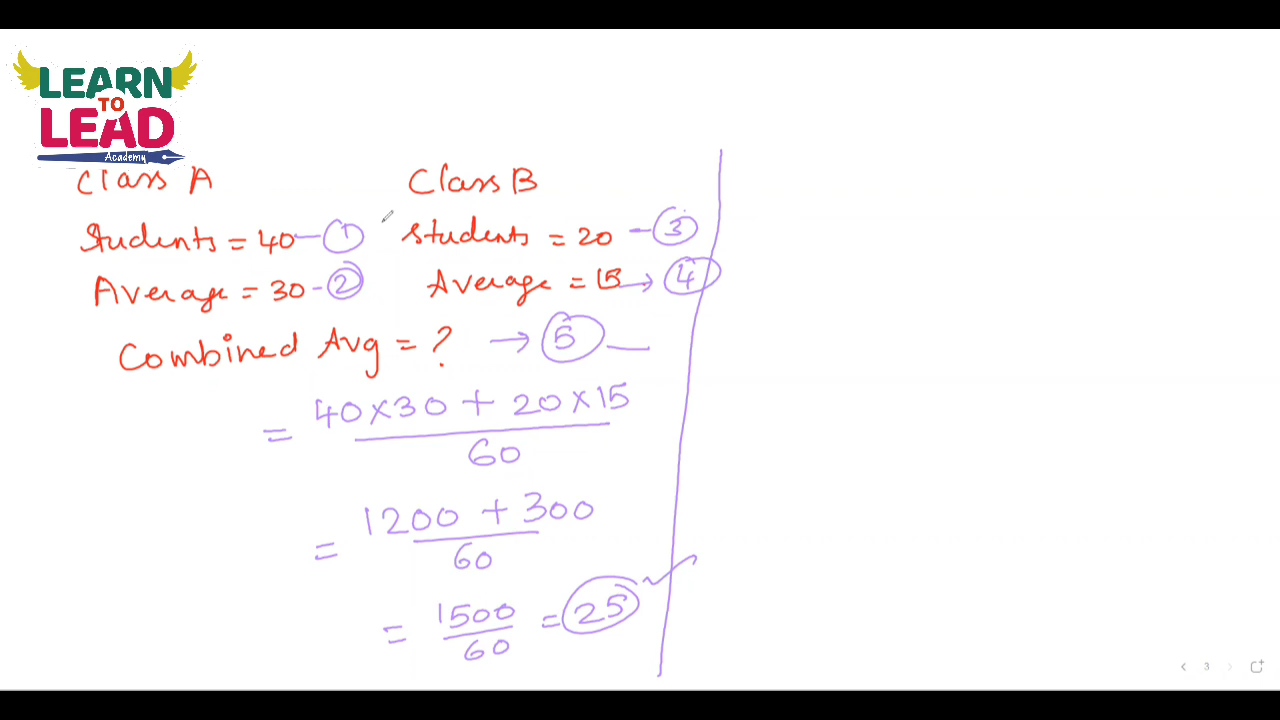 LEARN
TO
LEAD
Academy
Class A
Students = 40 — 1
Average = 30 - 2
Class B
Students = 20 - 3
Average = 15 → 4
Combined Avg = ? → 5 —
= 40 × 30 + 20 × 15 / 60
= 1200 + 300 / 60
= 1500 / 60 = 25
< 3 >